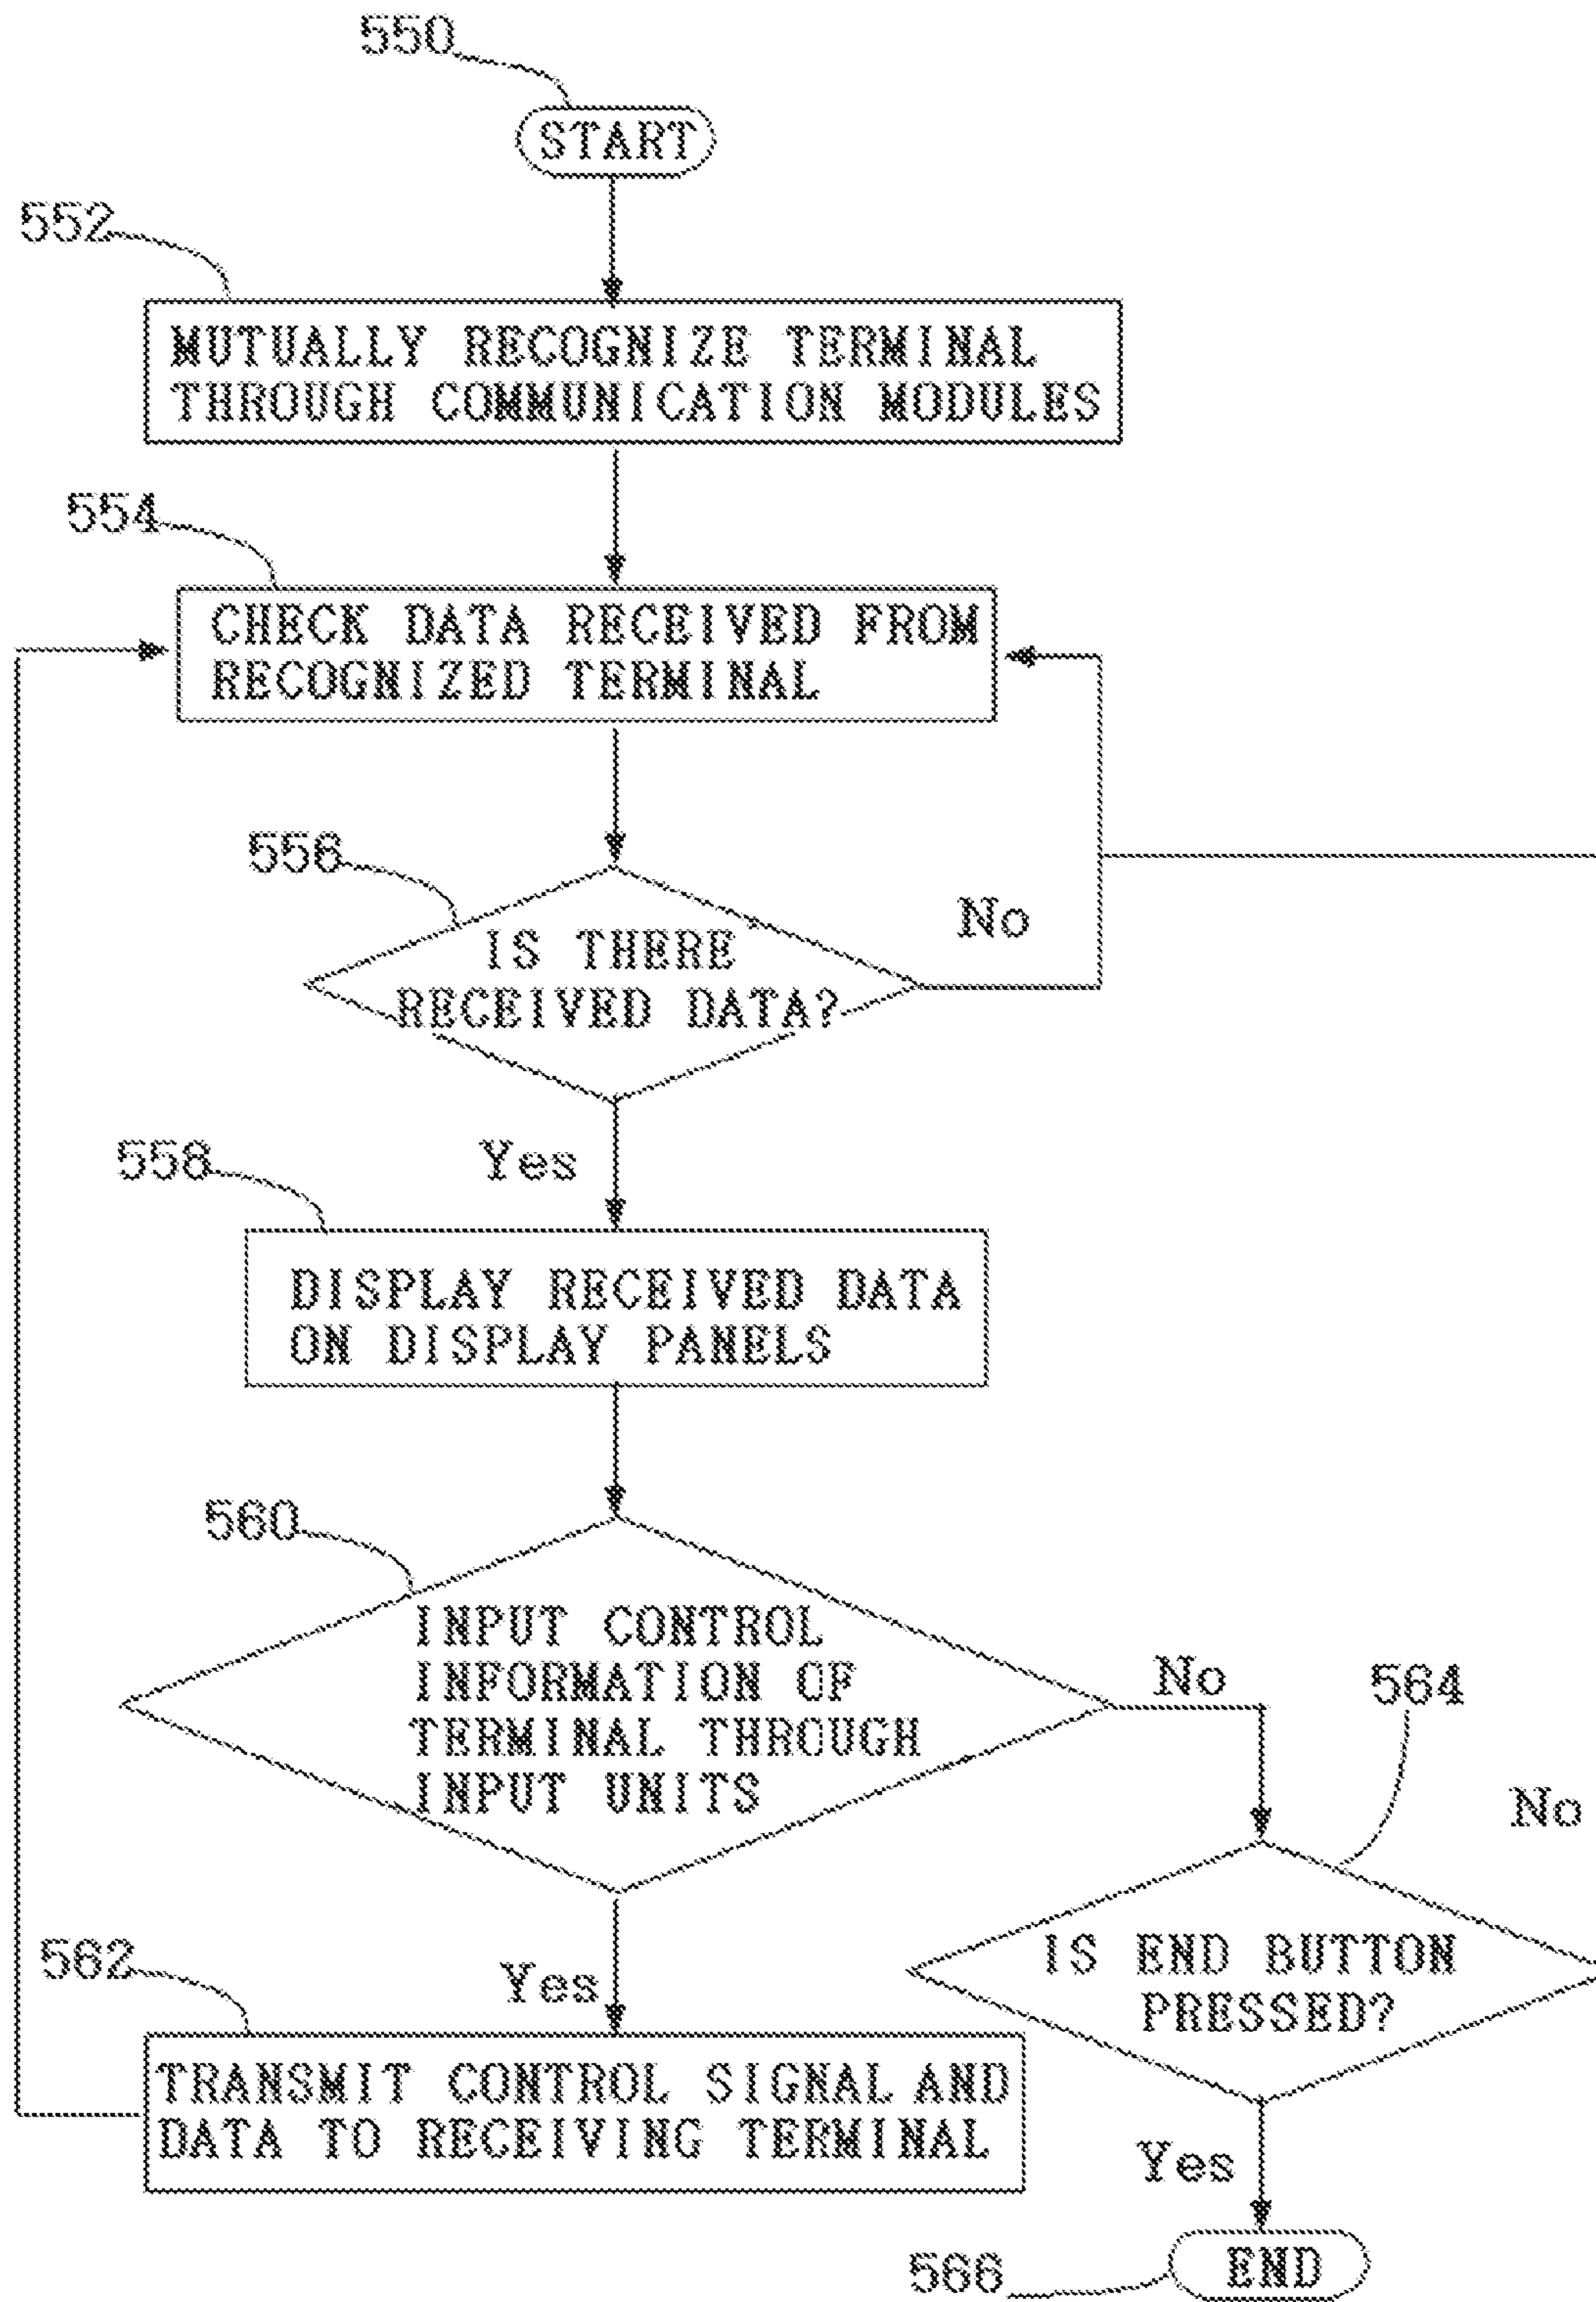 550
START
552
MUTUALLY RECOGNIZE TERMINAL
THROUGH COMMUNICATION MODULES
554
CHECK DATA RECEIVED FROM
RECOGNIZED TERMINAL
556
No
IS THERE
RECEIVED DATA?
558
Yes
DISPLAY RECEIVED DATA
ON DISPLAY PANELS
560
INPUT CONTROL
INFORMATION OF
TERMINAL THROUGH
INPUT UNITS
No
564
No
562
Yes
IS END BUTTON
PRESSED?
TRANSMIT CONTROL SIGNAL AND
DATA TO RECEIVING TERMINAL
Yes
566
END